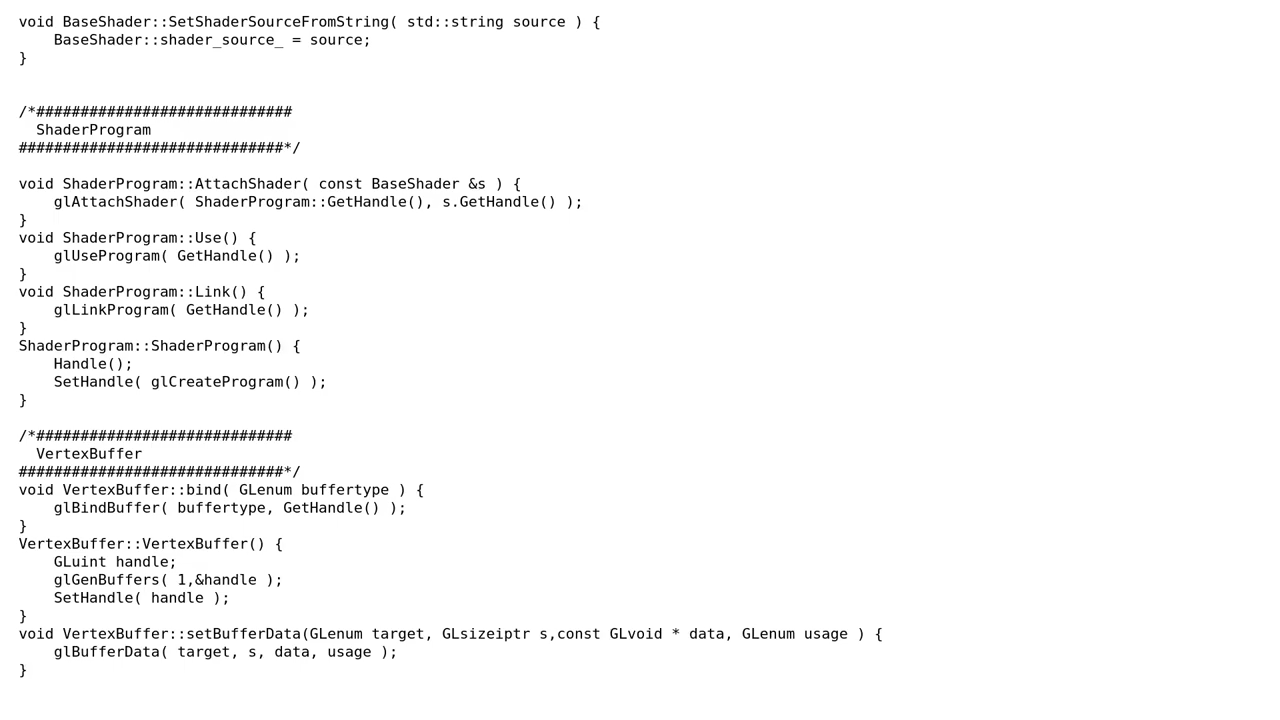 void BaseShader::SetShaderSourceFromString( std::string source ) {
    BaseShader::shader_source_ = source;
}
/*#############################
  ShaderProgram
##############################*/
void ShaderProgram::AttachShader( const BaseShader &s ) {
    glAttachShader( ShaderProgram::GetHandle(), s.GetHandle() );
}
void ShaderProgram::Use() {
    glUseProgram( GetHandle() );
}
void ShaderProgram::Link() {
    glLinkProgram( GetHandle() );
}
ShaderProgram::ShaderProgram() {
    Handle();
    SetHandle( glCreateProgram() );
}
/*#############################
  VertexBuffer
##############################*/
void VertexBuffer::bind( GLenum buffertype ) {
    glBindBuffer( buffertype, GetHandle() );
}
VertexBuffer::VertexBuffer() {
    GLuint handle;
    glGenBuffers( 1,&handle );
    SetHandle( handle );
}
void VertexBuffer::setBufferData(GLenum target, GLsizeiptr s,const GLvoid * data, GLenum usage ) {
    glBufferData( target, s, data, usage );
}